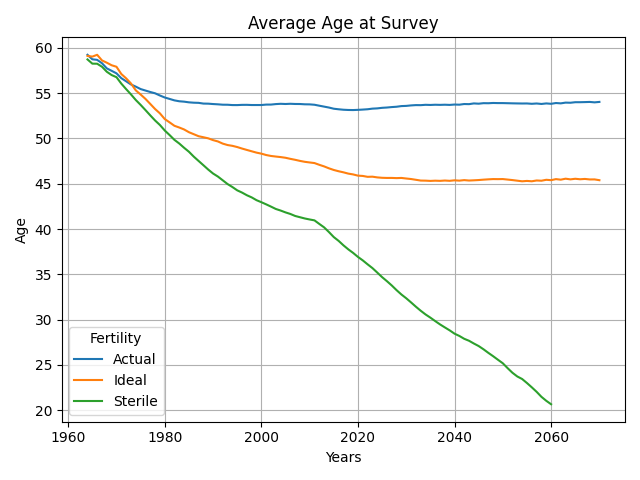 Average Age at Survey
60
55
50
45
40
35
30
25
20
Age
Fertility
Actual
Ideal
Sterile
1960 1980 2000 2020 2040 2060
Years